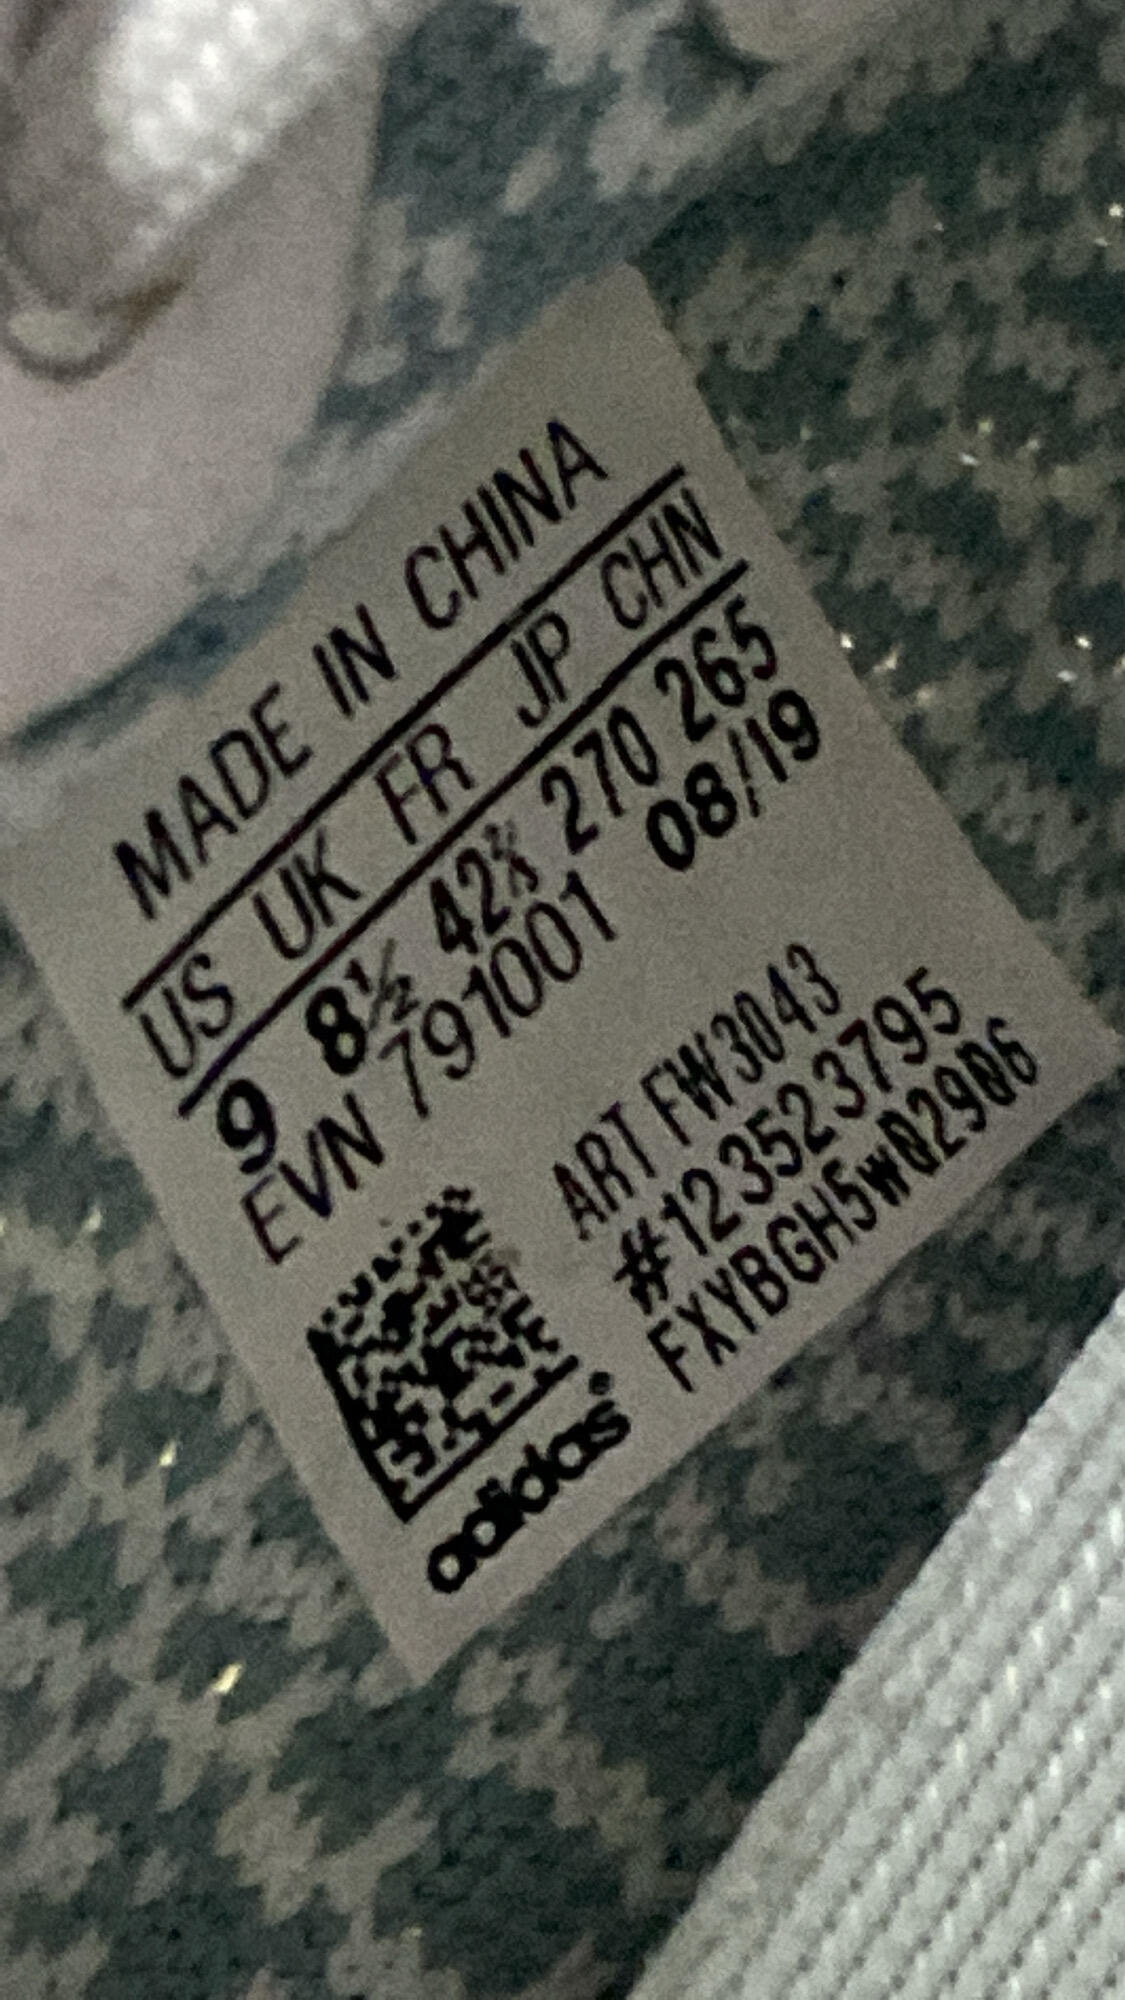 MADE IN CHINA
US UK FR JP CHN
9 8½ 42⅔ 270 265
EVN 791001 08/19
ART FW3043
#123523795
FXYBGH5w02906
adidas®